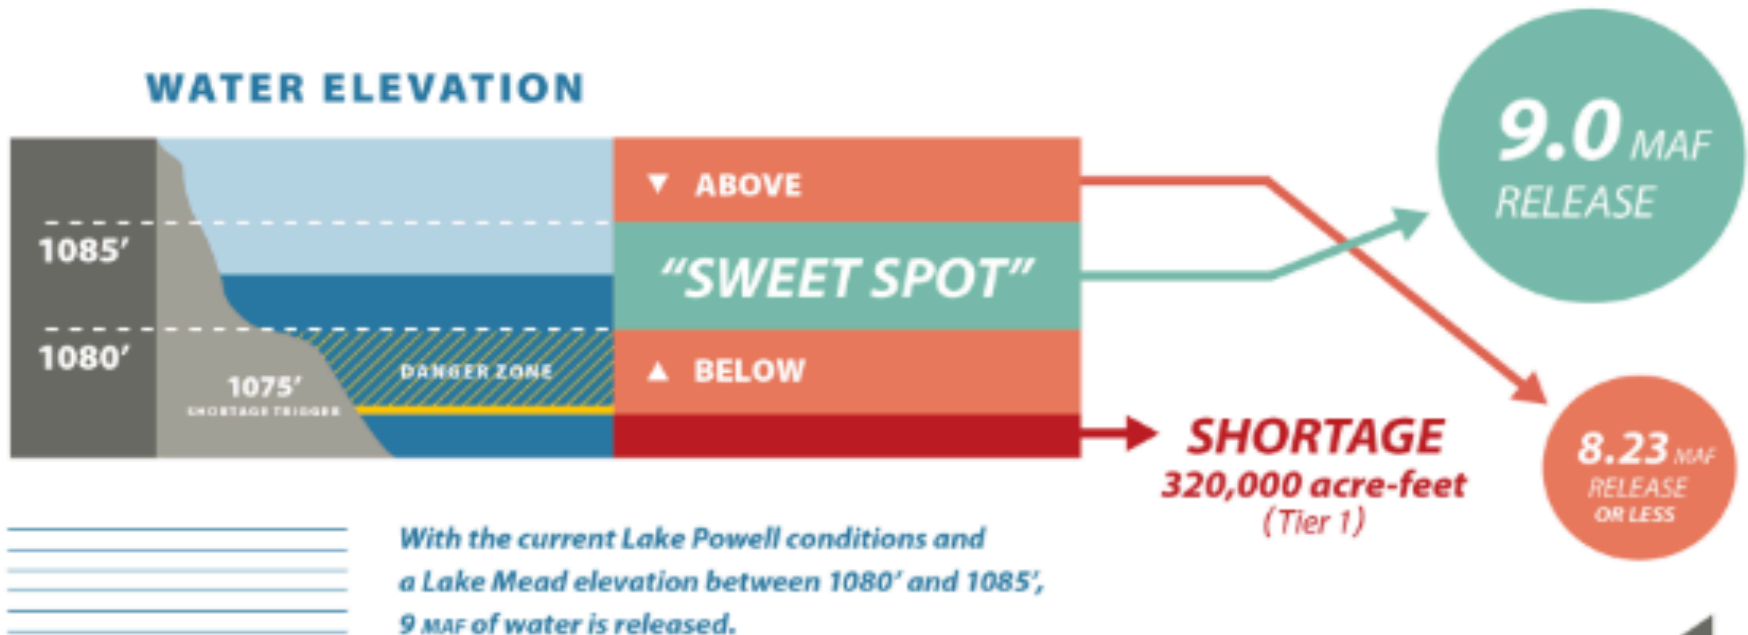 WATER ELEVATION
1085′
1080′
1075′
SHORTAGE TRIGGER
DANGER ZONE
▼ ABOVE
“SWEET SPOT”
▲ BELOW
9.0 MAF
RELEASE
SHORTAGE
320,000 acre-feet
(Tier 1)
8.23 MAF
RELEASE
OR LESS
With the current Lake Powell conditions and
a Lake Mead elevation between 1080′ and 1085′,
9 MAF of water is released.